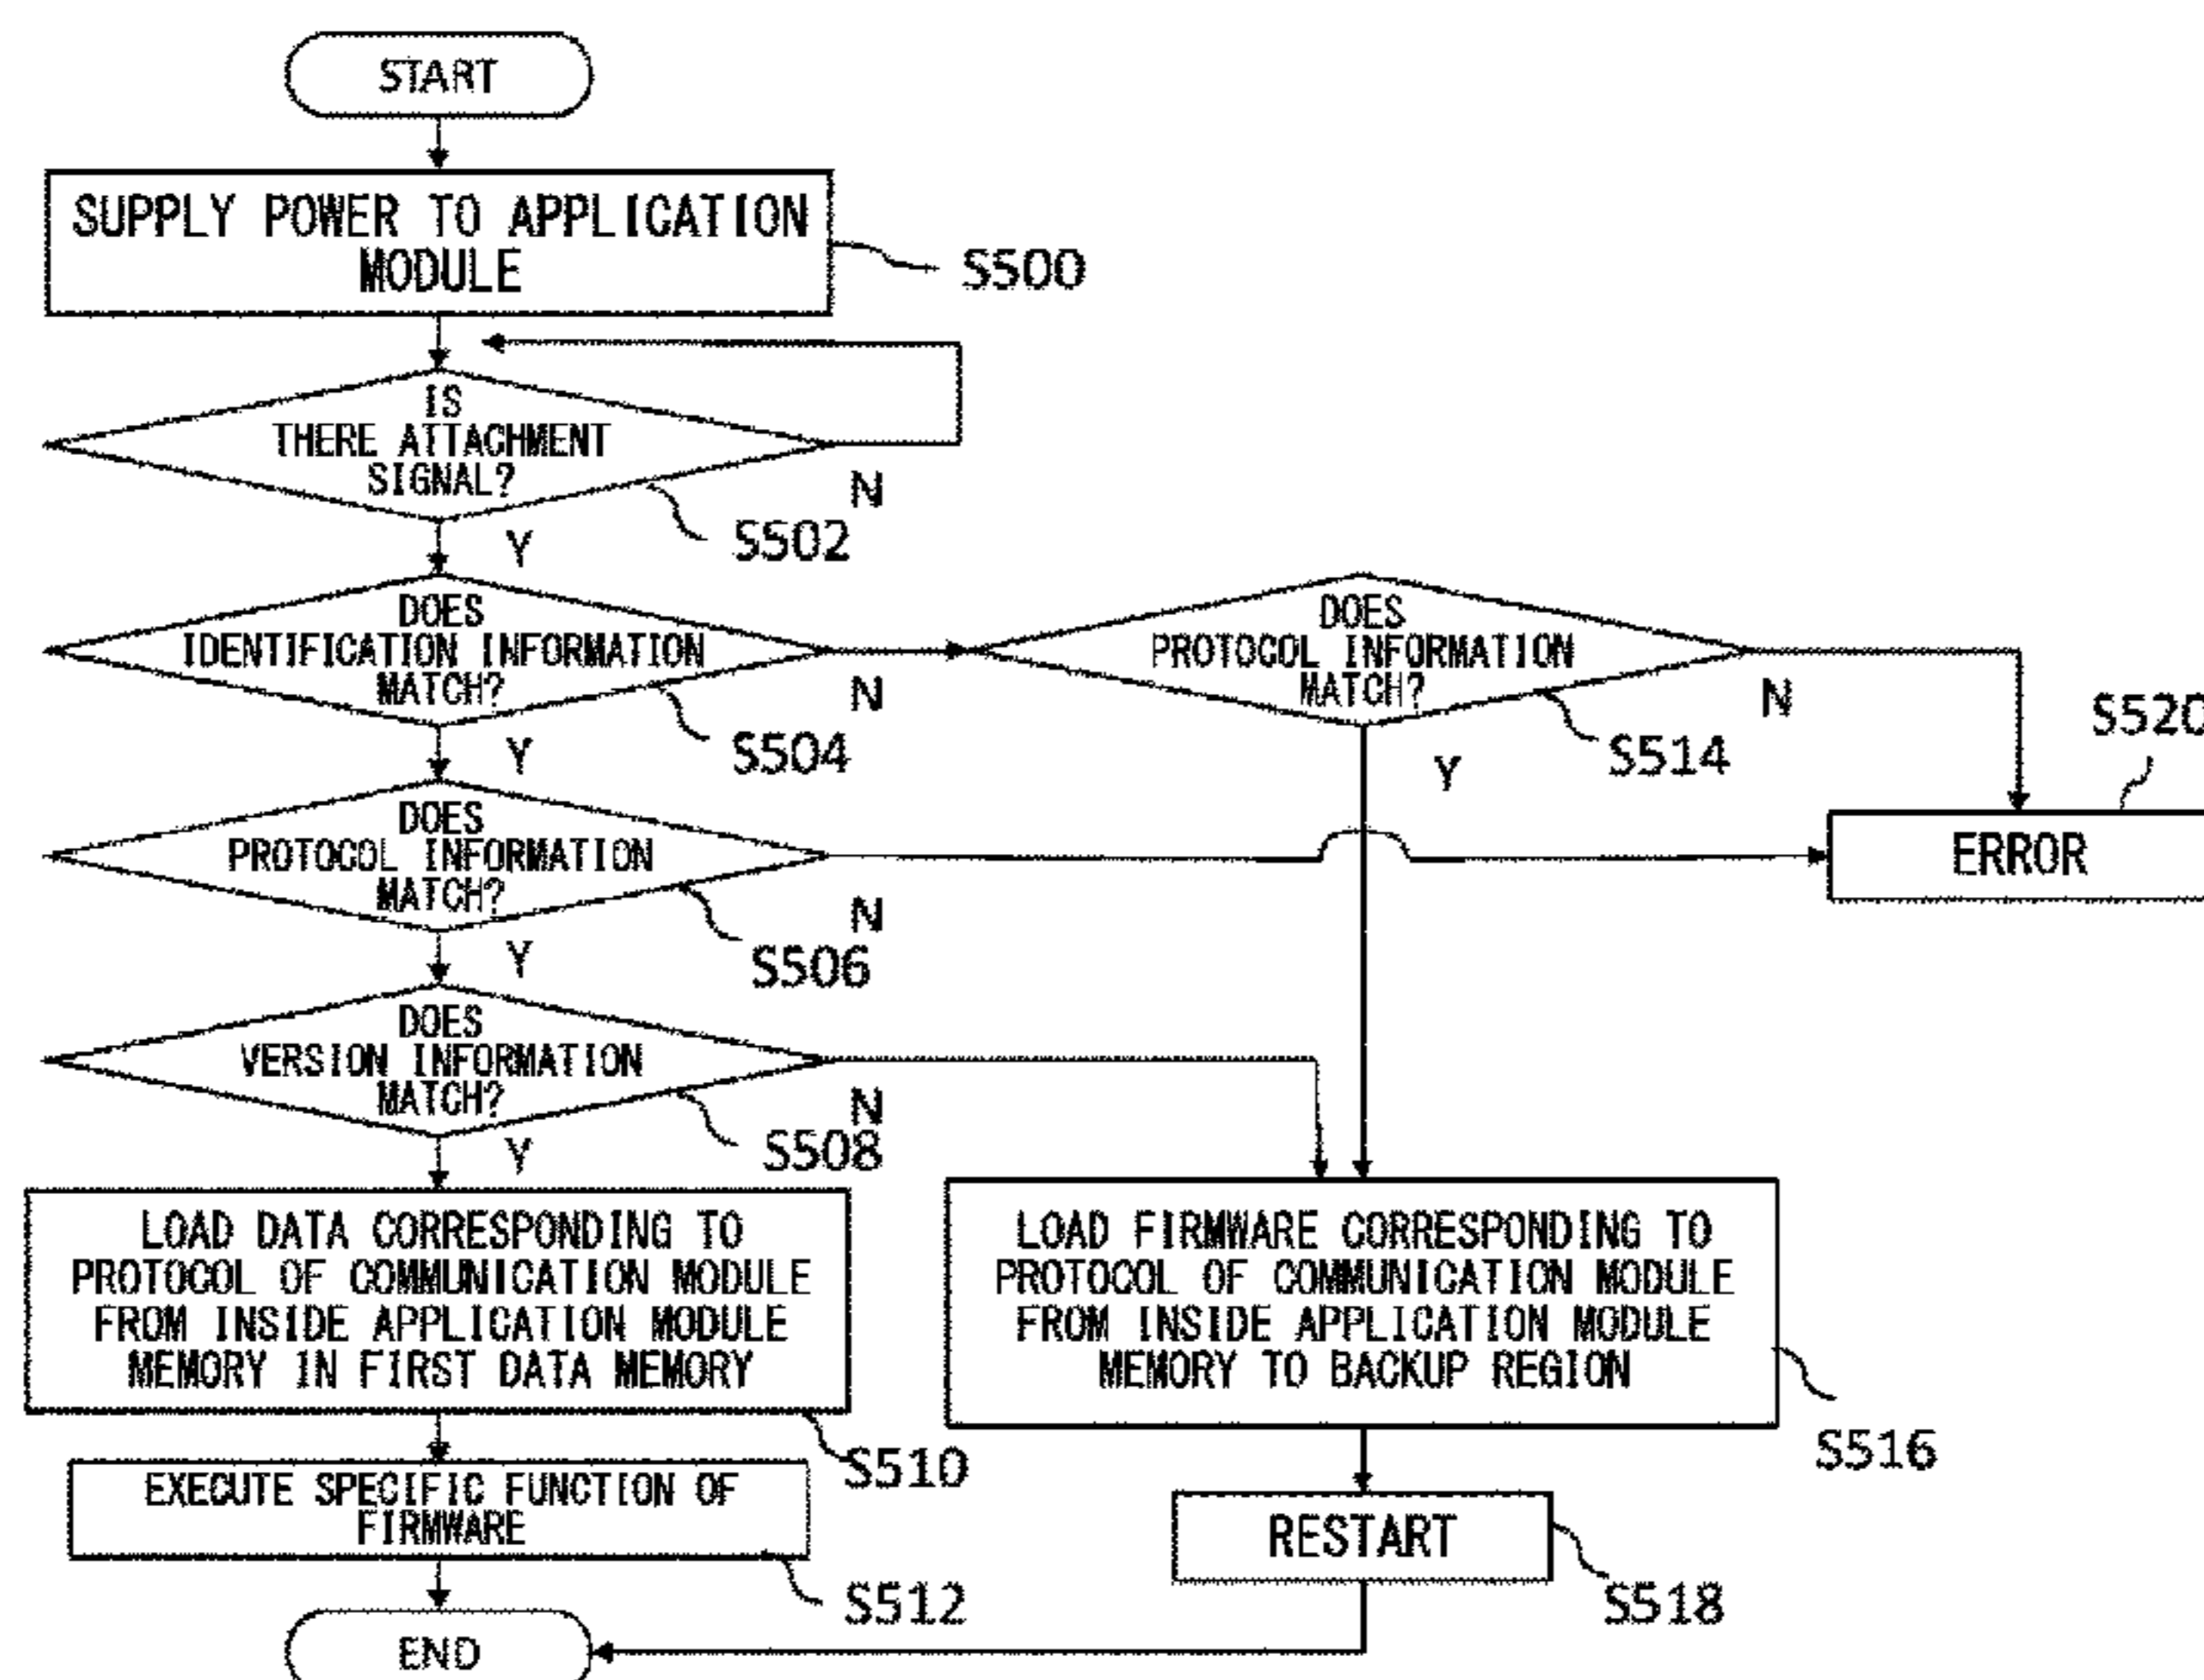 START
SUPPLY POWER TO APPLICATION
MODULE
S500
IS
THERE ATTACHMENT
SIGNAL?
N
S502
Y
DOES
IDENTIFICATION INFORMATION
MATCH?
N
S504
Y
DOES
PROTOCOL INFORMATION
MATCH?
N
S514
Y
S520
ERROR
DOES
PROTOCOL INFORMATION
MATCH?
N
S506
Y
DOES
VERSION INFORMATION
MATCH?
N
S508
Y
LOAD DATA CORRESPONDING TO
PROTOCOL OF COMMUNICATION MODULE
FROM INSIDE APPLICATION MODULE
MEMORY IN FIRST DATA MEMORY
S510
LOAD FIRMWARE CORRESPONDING TO
PROTOCOL OF COMMUNICATION MODULE
FROM INSIDE APPLICATION MODULE
MEMORY TO BACKUP REGION
S516
EXECUTE SPECIFIC FUNCTION OF
FIRMWARE
S512
RESTART
S518
END